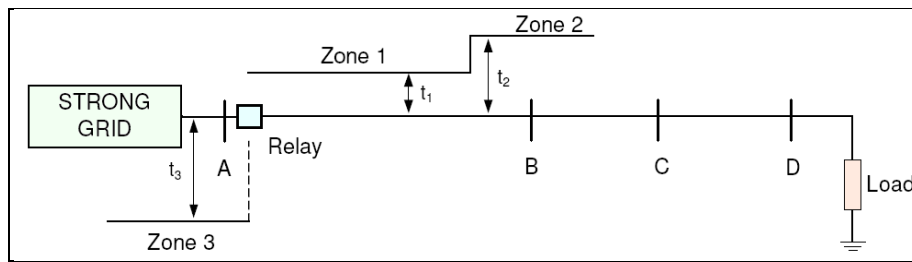 Zone 2
Zone 1
STRONG
GRID
t₁
t₂
Relay
t₃
A
B
C
D
Load
Zone 3